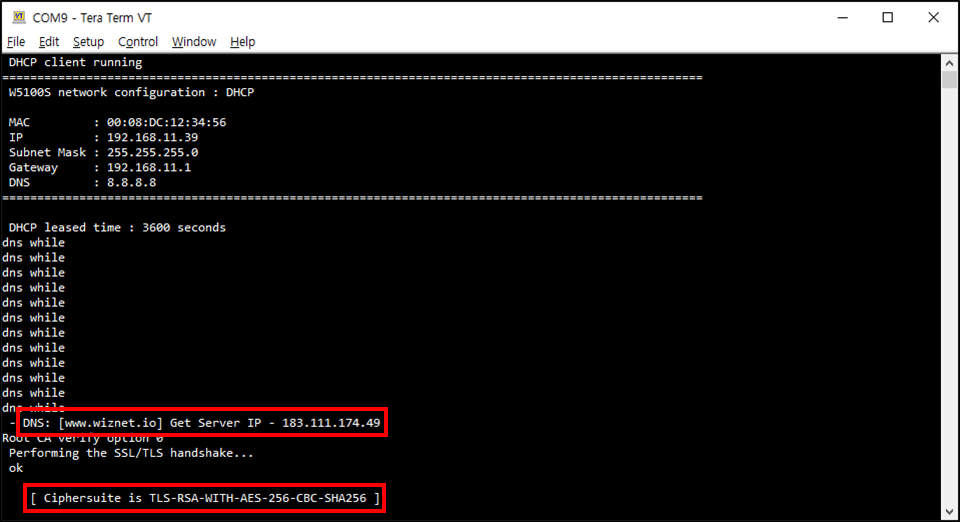 COM9 - Tera Term VT
File Edit Setup Control Window Help
DHCP client running
====================================================================================================
W5100S network configuration : DHCP
MAC : 00:08:DC:12:34:56
IP : 192.168.11.39
Subnet Mask : 255.255.255.0
Gateway : 192.168.11.1
DNS : 8.8.8.8
====================================================================================================
DHCP leased time : 3600 seconds
dns while
dns while
dns while
dns while
dns while
dns while
dns while
dns while
dns while
dns while
dns while
dns while
- DNS: [www.wiznet.io] Get Server IP - 183.111.174.49
Root CA verify option 0
Performing the SSL/TLS handshake...
ok
[ Ciphersuite is TLS-RSA-WITH-AES-256-CBC-SHA256 ]